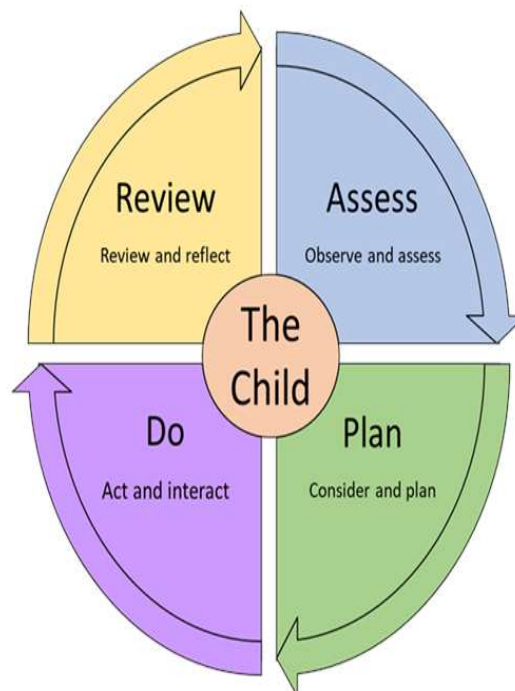 Review
Review and reflect
Assess
Observe and assess
The
Child
Do
Act and interact
Plan
Consider and plan